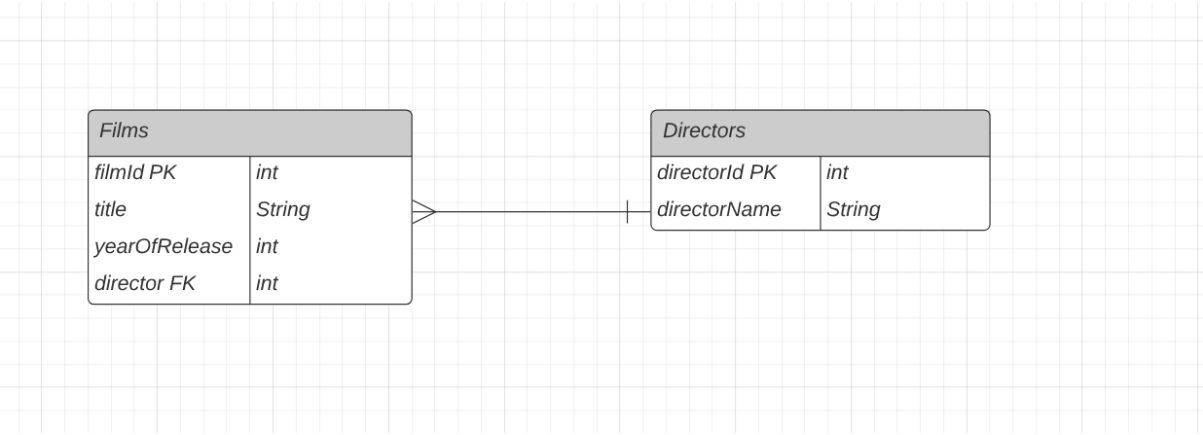 Films
filmId PK int
title String
yearOfRelease int
director FK int
Directors
directorId PK int
directorName String